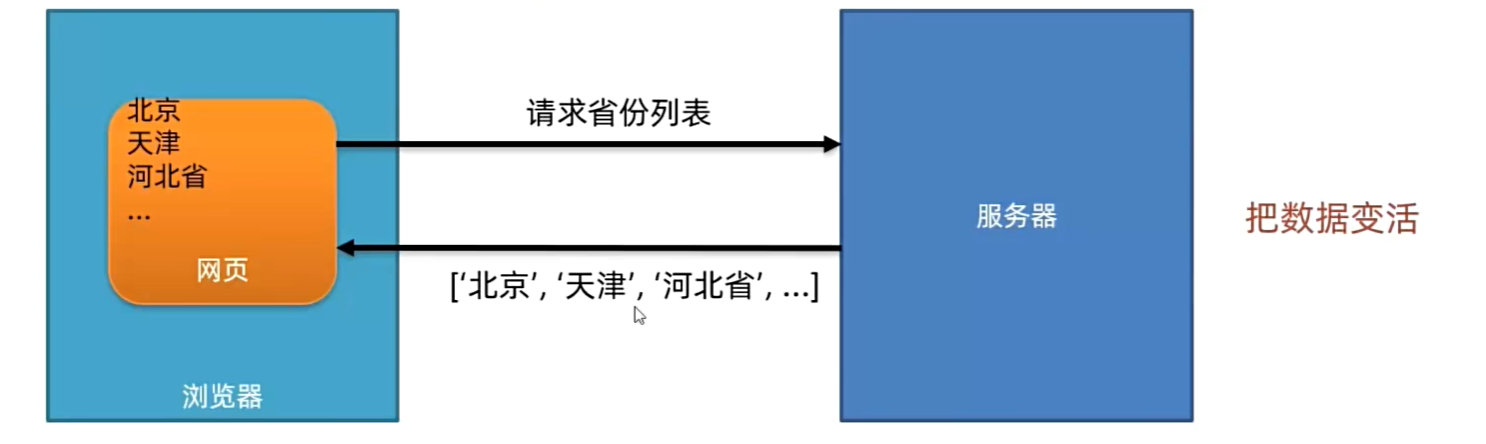 北京
天津
河北省
...
网页
浏览器
请求省份列表
[‘北京’, ‘天津’, ‘河北省’, ...]
服务器
把数据变活